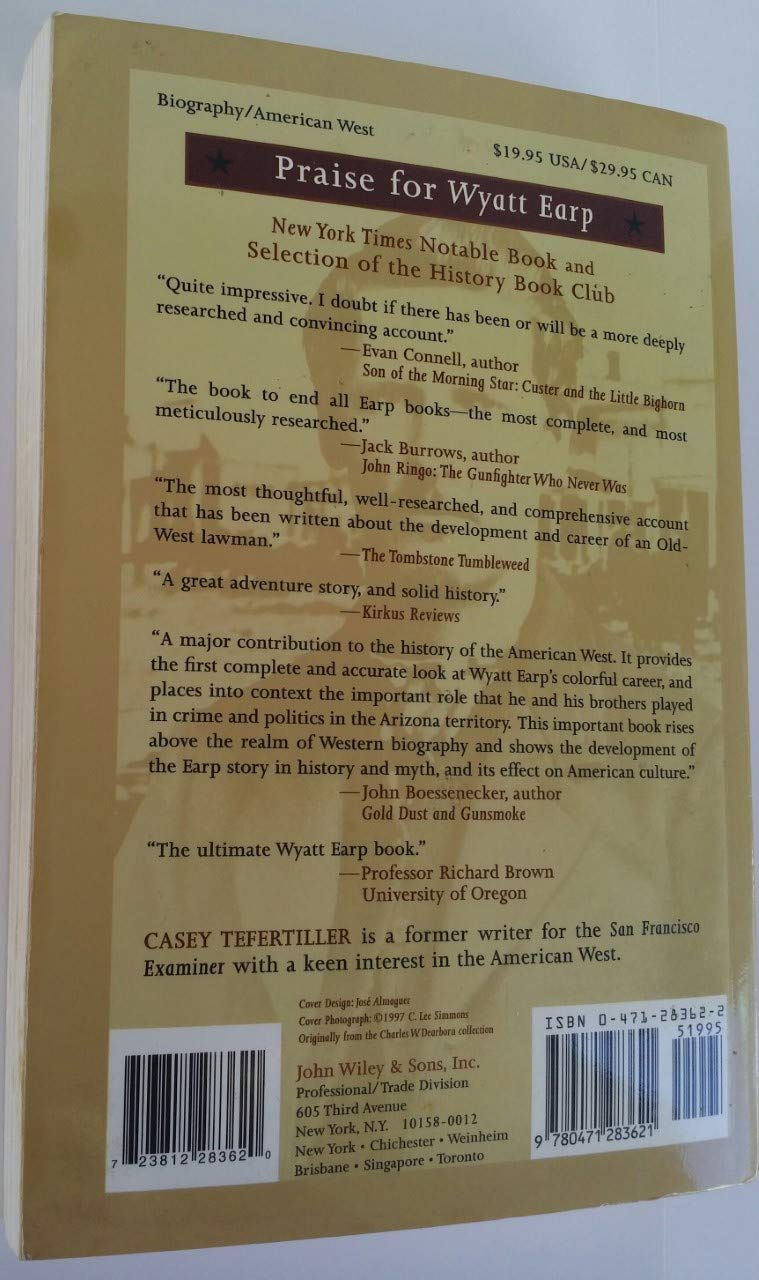 Biography/American West
$19.95 USA/$29.95 CAN
Praise for Wyatt Earp
New York Times Notable Book and
Selection of the History Book Club
“Quite impressive. I doubt if there has been or will be a more deeply
researched and convincing account.”
—Evan Connell, author
Son of the Morning Star: Custer and the Little Bighorn
“The book to end all Earp books—the most complete, and most
meticulously researched.”
—Jack Burrows, author
John Ringo: The Gunfighter Who Never Was
“The most thoughtful, well-researched, and comprehensive account
that has been written about the development and career of an Old-
West lawman.”
—The Tombstone Tumbleweed
“A great adventure story, and solid history.”
—Kirkus Reviews
“A major contribution to the history of the American West. It provides
the first complete and accurate look at Wyatt Earp’s colorful career, and
places into context the important role that he and his brothers played
in crime and politics in the Arizona territory. This important book rises
above the realm of Western biography and shows the development of
the Earp story in history and myth, and its effect on American culture.”
—John Boessenecker, author
Gold Dust and Gunsmoke
“The ultimate Wyatt Earp book.”
—Professor Richard Brown
University of Oregon
CASEY TEFERTILLER is a former writer for the San Francisco
Examiner with a keen interest in the American West.
Cover Design: José Almaguer
Cover Photograph: ©1997 C. Lee Simmons
Originally from the Charles W Dearborn collection
John Wiley & Sons, Inc.
Professional/Trade Division
605 Third Avenue
New York, N.Y. 10158-0012
New York • Chichester • Weinheim
Brisbane • Singapore • Toronto
7 23812 28362 0
ISBN 0-471-28362-2
51995
9 780471 283621